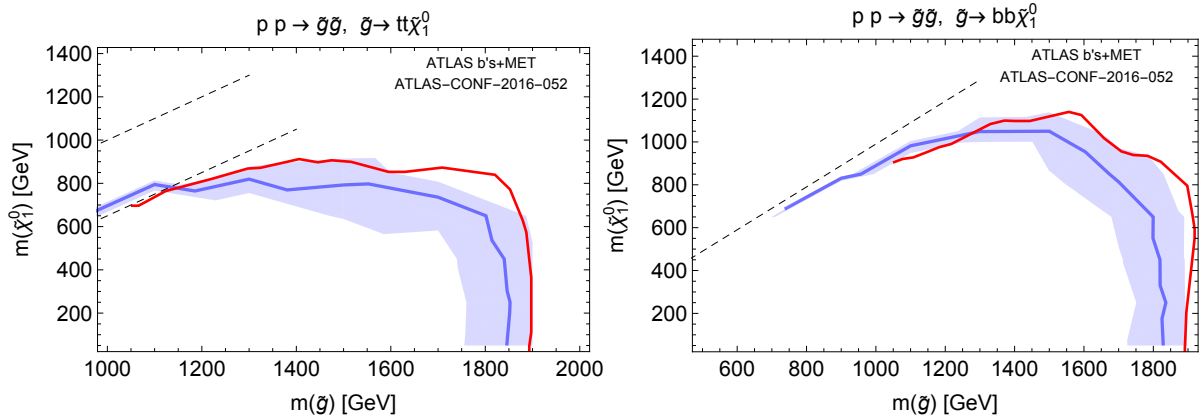 p p → g̃g̃, g̃→ ttχ̃₁⁰
ATLAS b's+MET
ATLAS−CONF−2016−052
m(χ̃₁⁰) [GeV]
1400
1200
1000
800
600
400
200
1000 1200 1400 1600 1800 2000
m(g̃) [GeV]
p p → g̃g̃, g̃→ bbχ̃₁⁰
ATLAS b's+MET
ATLAS−CONF−2016−052
m(χ̃₁⁰) [GeV]
1400
1200
1000
800
600
400
200
600 800 1000 1200 1400 1600 1800
m(g̃) [GeV]